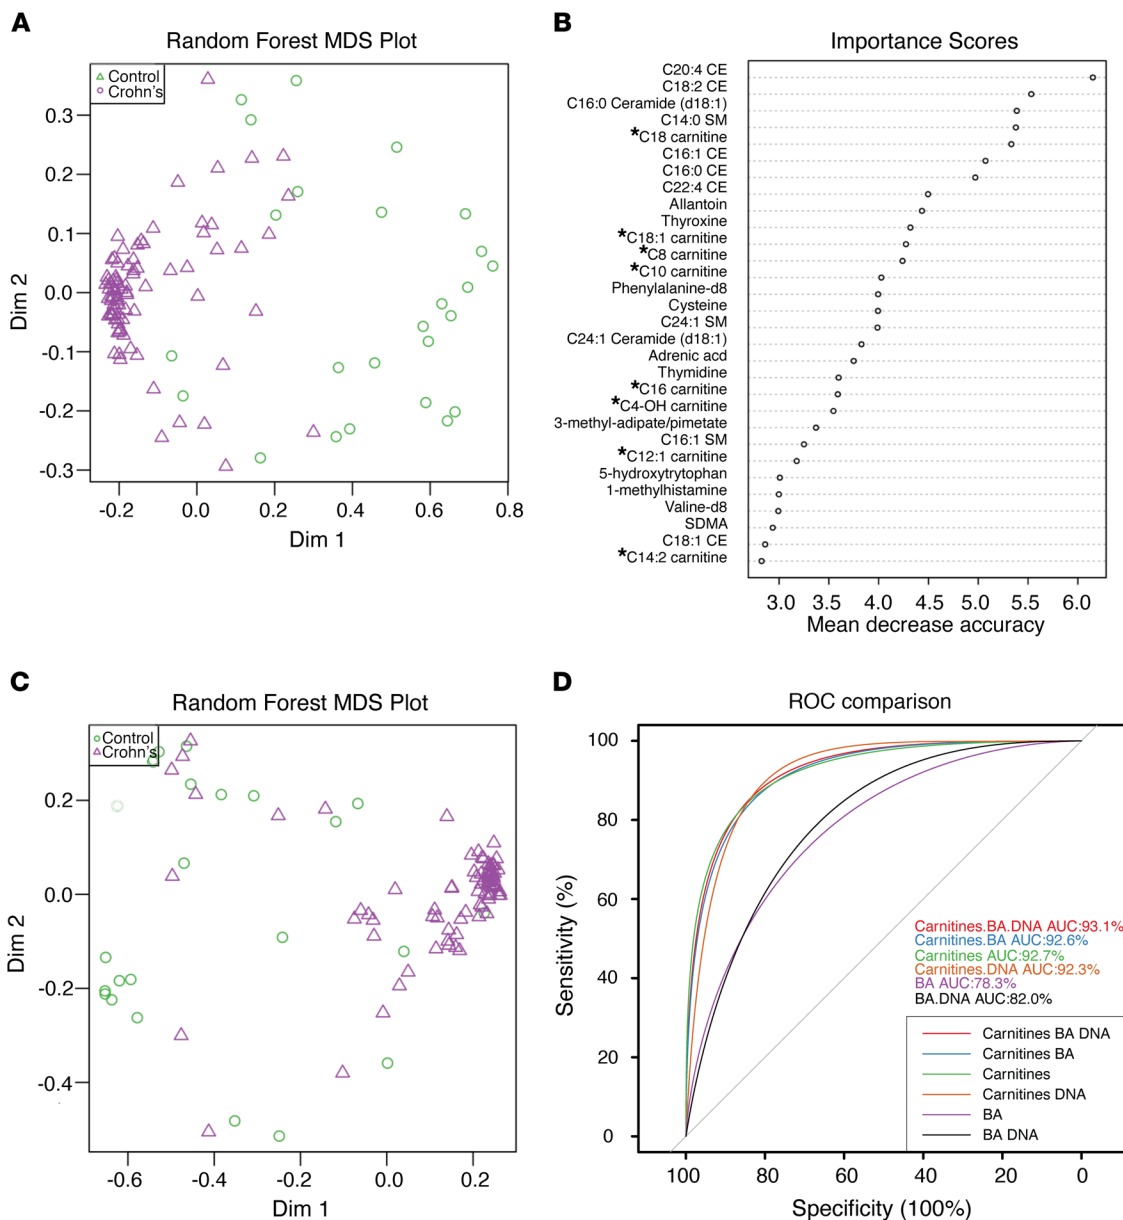 A
Random Forest MDS Plot
Control
Crohn's
0.3
0.2
0.1
0.0
-0.1
-0.2
-0.3
Dim 2
-0.2 0.0 0.2 0.4 0.6 0.8
Dim 1
B
Importance Scores
C20:4 CE
C18:2 CE
C16:0 Ceramide (d18:1)
C14:0 SM
*C18 carnitine
C16:1 CE
C16:0 CE
C22:4 CE
Allantoin
Thyroxine
*C18:1 carnitine
*C8 carnitine
*C10 carnitine
Phenylalanine-d8
Cysteine
C24:1 SM
C24:1 Ceramide (d18:1)
Adrenic acd
Thymidine
*C16 carnitine
*C4-OH carnitine
3-methyl-adipate/pimetate
C16:1 SM
*C12:1 carnitine
5-hydroxytrytophan
1-methylhistamine
Valine-d8
SDMA
C18:1 CE
*C14:2 carnitine
3.0 3.5 4.0 4.5 5.0 5.5 6.0
Mean decrease accuracy
C
Random Forest MDS Plot
Control
Crohn's
0.2
0.0
-0.2
-0.4
Dim 2
-0.6 -0.4 -0.2 0.0 0.2
Dim 1
D
ROC comparison
100
80
60
40
20
0
Sensitivity (%)
Carnitines.BA.DNA AUC:93.1%
Carnitines.BA AUC:92.6%
Carnitines AUC:92.7%
Carnitines.DNA AUC:92.3%
BA AUC:78.3%
BA.DNA AUC:82.0%
Carnitines BA DNA
Carnitines BA
Carnitines
Carnitines DNA
BA
BA DNA
100 80 60 40 20 0
Specificity (100%)